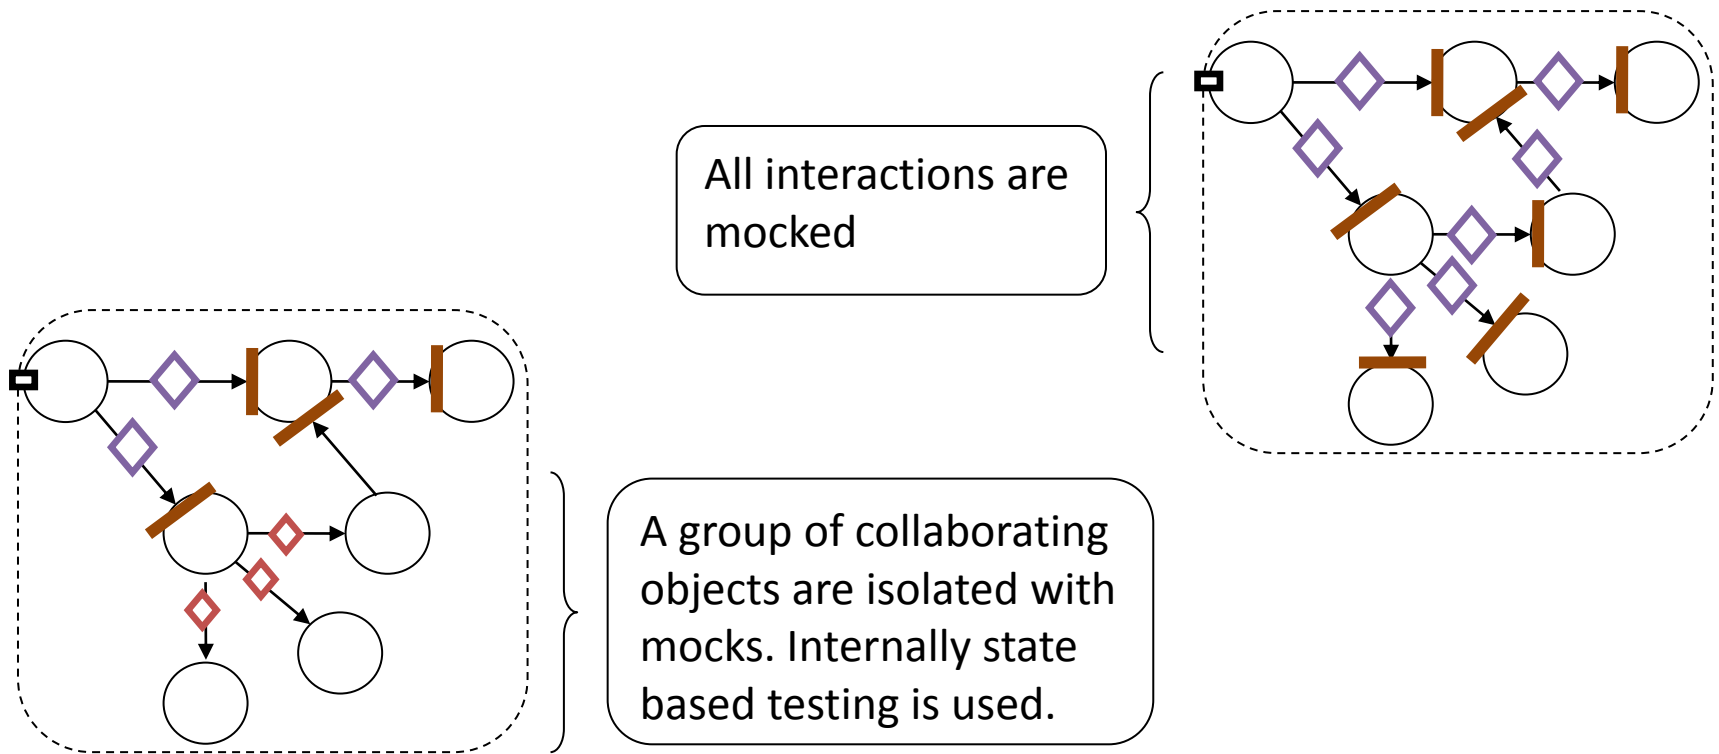 All interactions are
mocked
A group of collaborating
objects are isolated with
mocks. Internally state
based testing is used.